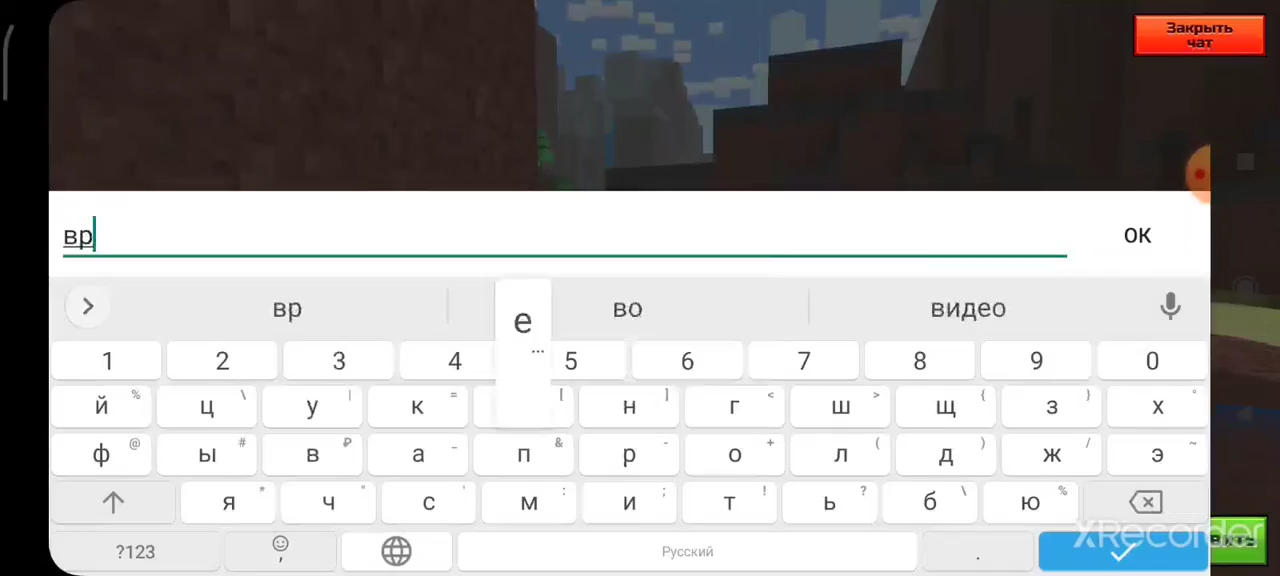 Закрыть
чат
вр
ОК
вр во видео
е
...
1 2 3 4 5 6 7 8 9 0
й % ц \ у | к = [ н ] г < ш > щ { з } х °
ф @ ы # в ₽ а _ п & р - о + л ( д ) ж / э ~
я * ч " с ' м : и ; т ! ь ? б \ ю %
?123 , Русский .
XRecorder